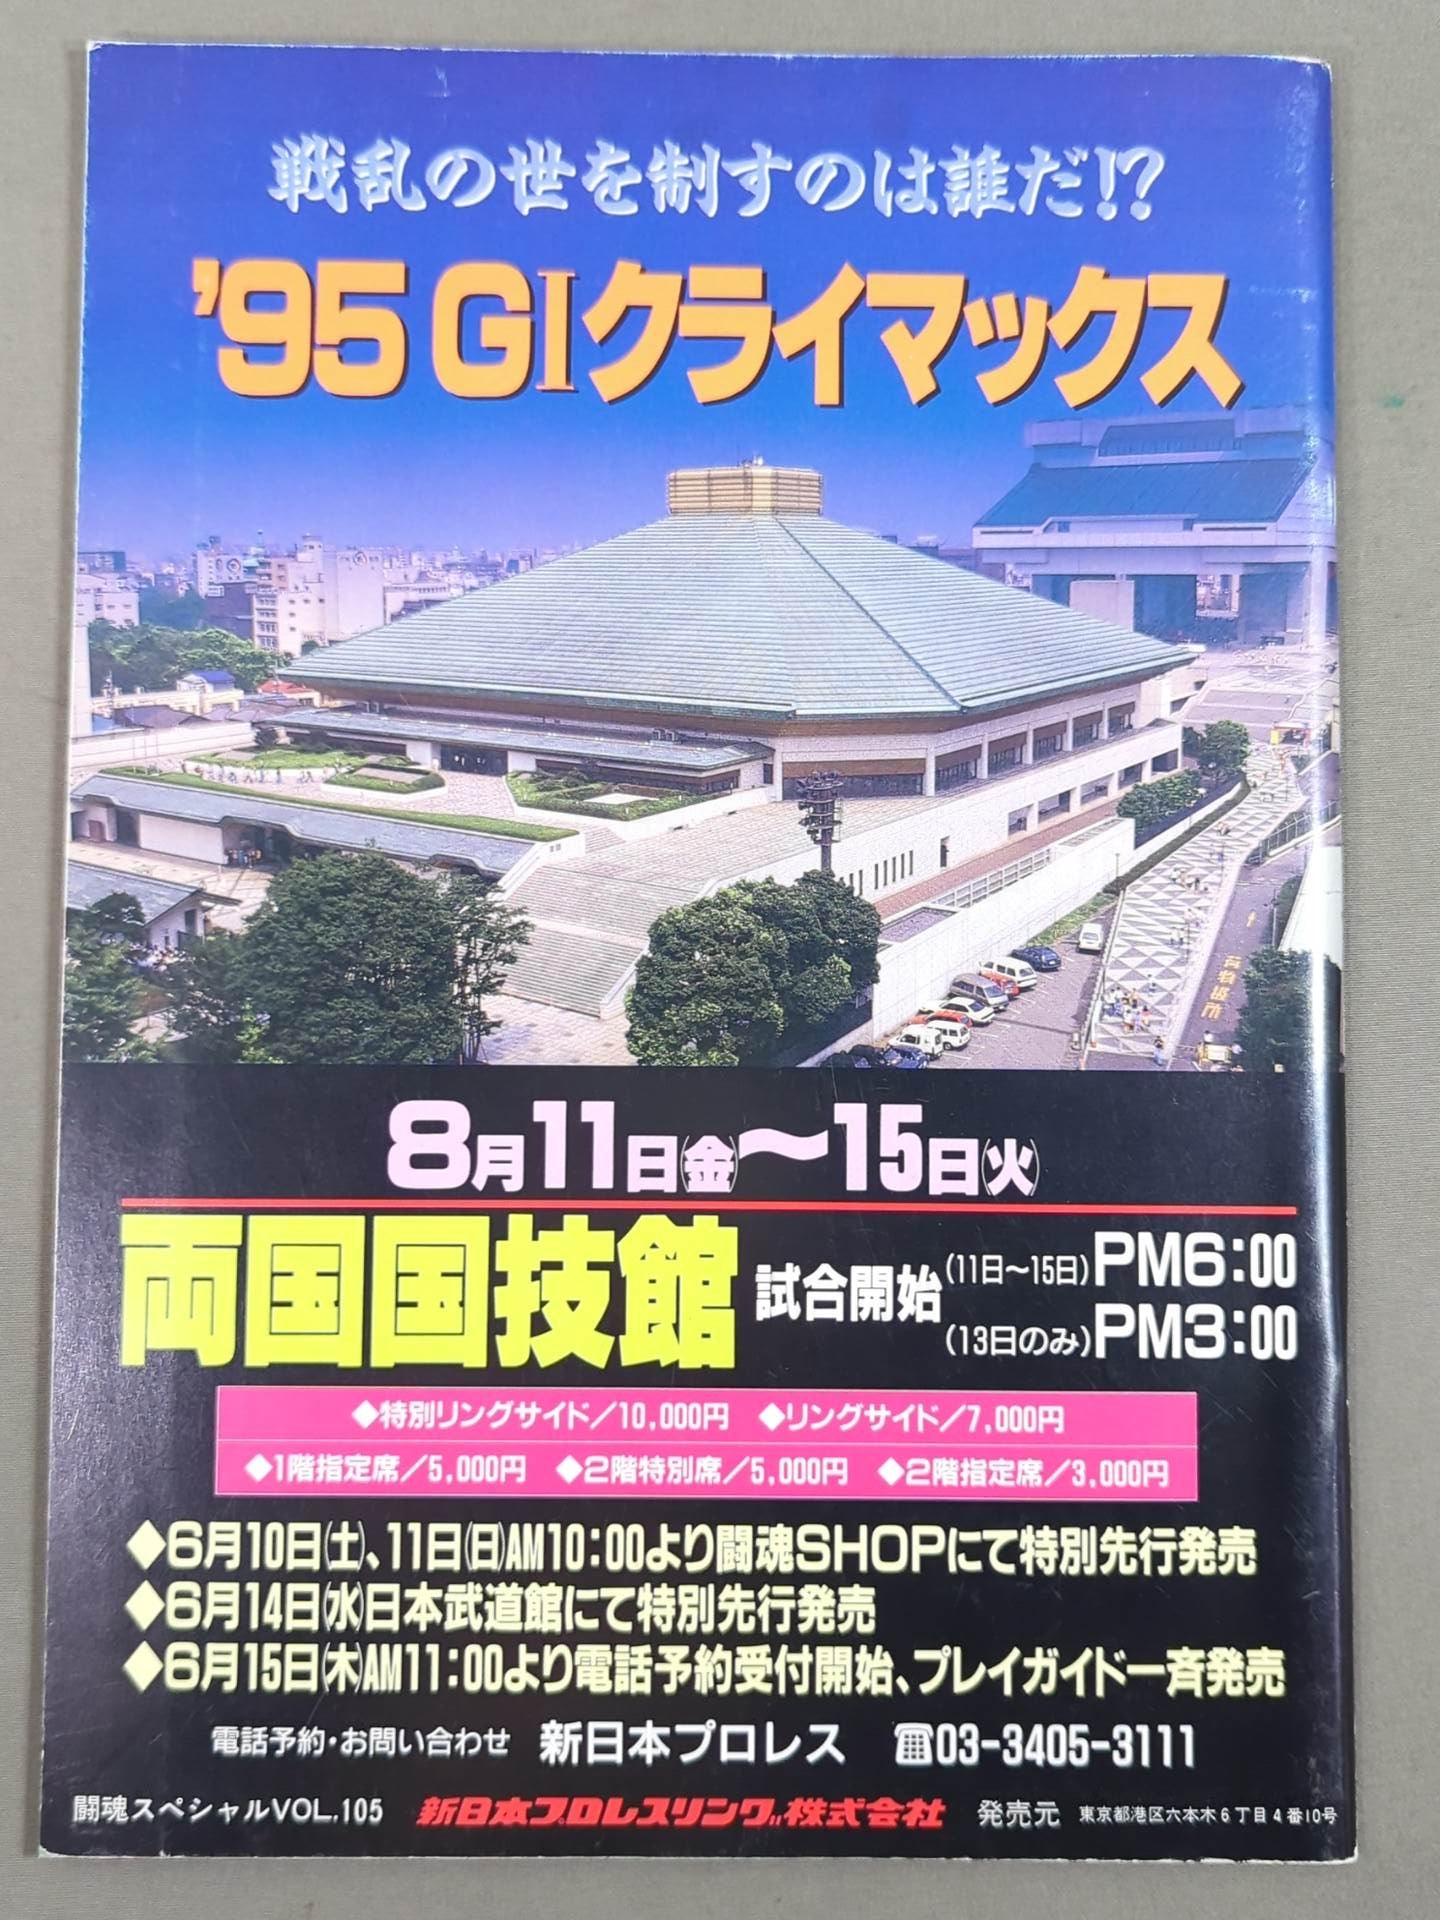 戦乱の世を制すのは誰だ!?
'95 GIクライマックス
荷物場所
8月11日(金)～15日(火)
両国国技館 試合開始 (11日～15日)PM6:00
(13日のみ)PM3:00
◆特別リングサイド／10,000円 ◆リングサイド／7,000円
◆1階指定席／5,000円 ◆2階特別席／5,000円 ◆2階指定席／3,000円
◆6月10日(土)、11日(日)AM10:00より闘魂SHOPにて特別先行発売
◆6月14日(水)日本武道館にて特別先行発売
◆6月15日(木)AM11:00より電話予約受付開始、プレイガイド一斉発売
電話予約・お問い合わせ 新日本プロレス ☎03-3405-3111
闘魂スペシャルVOL.105 新日本プロレスリング株式会社 発売元 東京都港区六本木6丁目4番10号